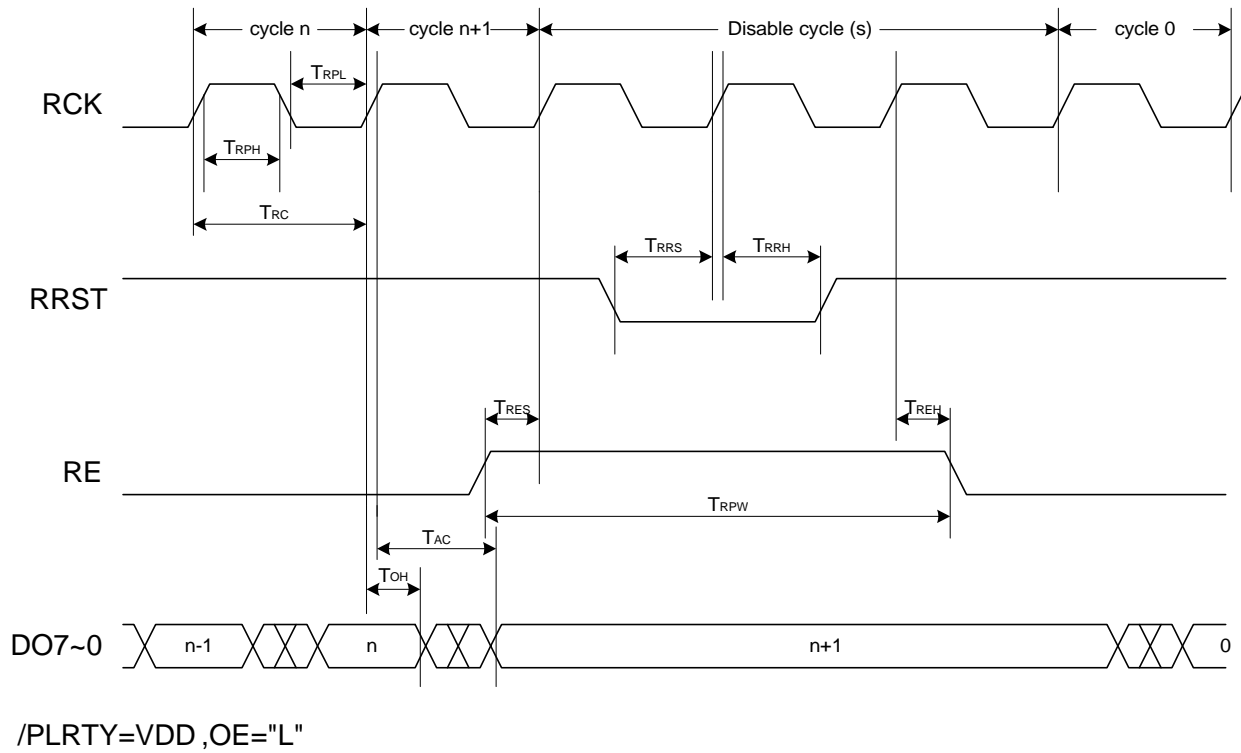 cycle n cycle n+1 Disable cycle (s) cycle 0
TRPL
RCK
TRPH
TRC
TRRS TRRH
RRST
TRES TREH
RE
TRPW
TAC
TOH
DO7~0 n-1 n n+1 0
/PLRTY=VDD ,OE="L"